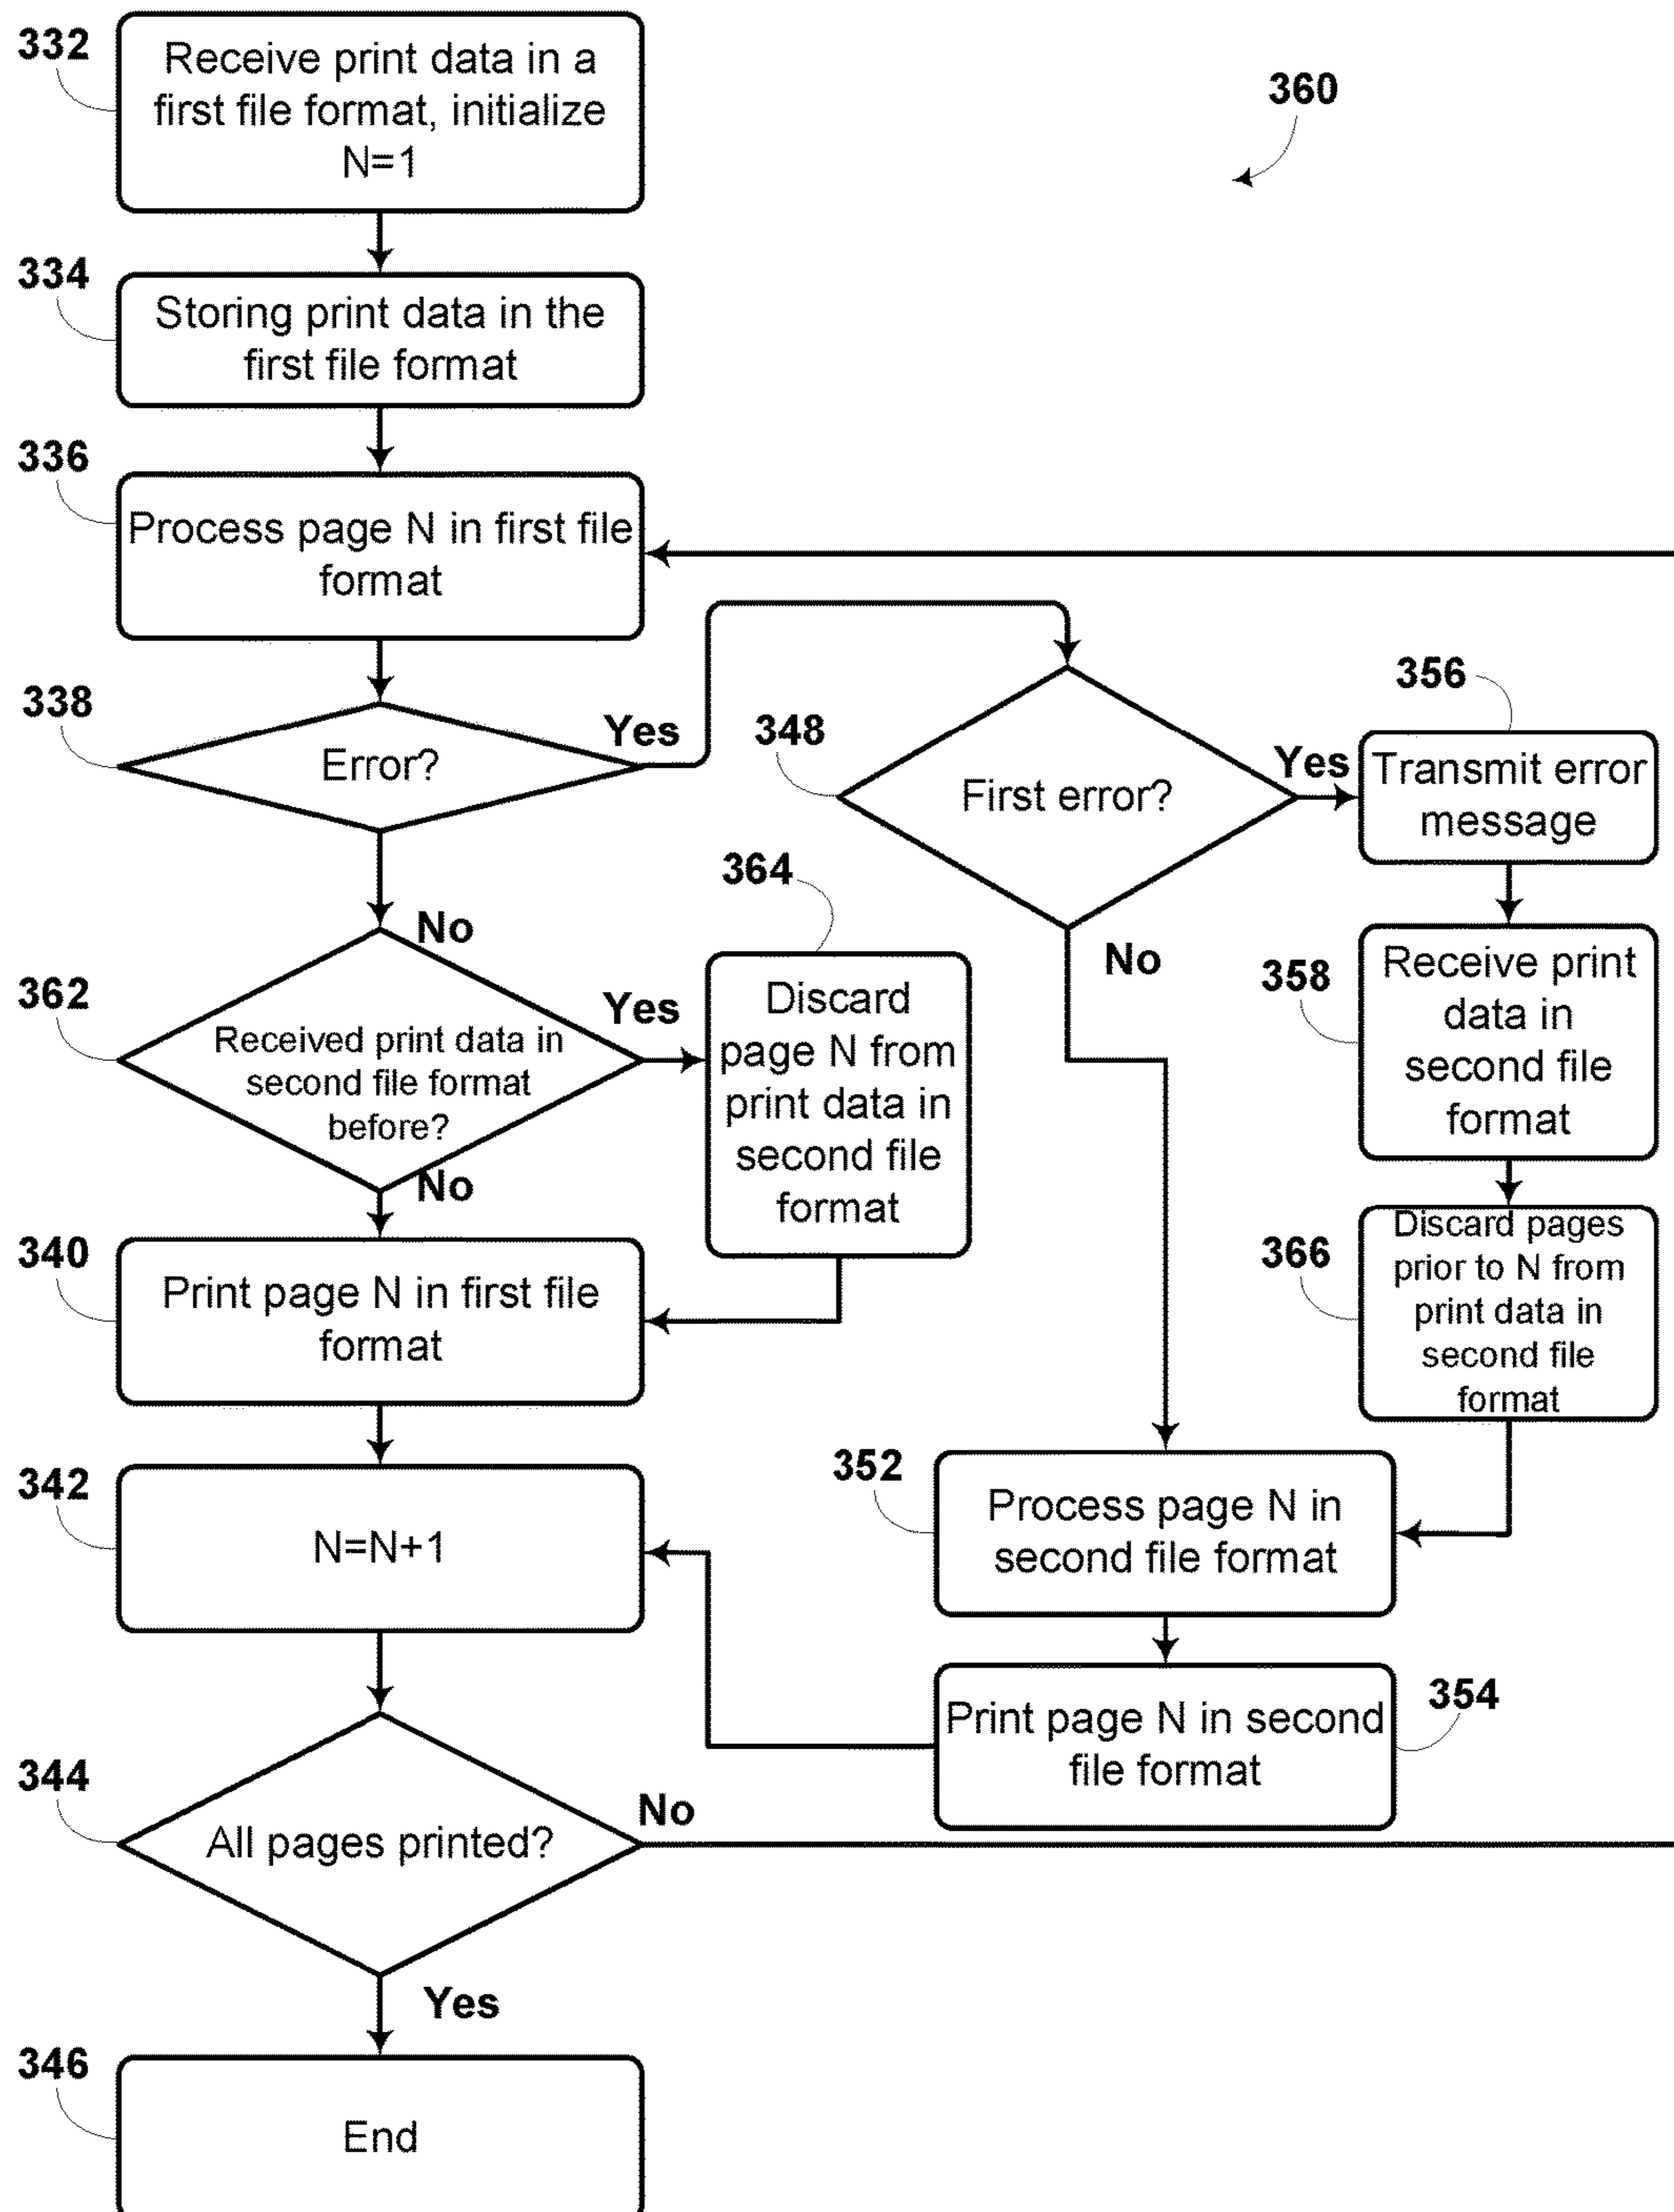 332
Receive print data in a
first file format, initialize
N=1
360
334
Storing print data in the
first file format
336
Process page N in first file
format
338
Error?
Yes
348
First error?
Yes
356
Transmit error
message
No
362
Received print data in
second file format
before?
Yes
364
Discard
page N from
print data in
second file
format
No
358
Receive print
data in
second file
format
No
366
Discard pages
prior to N from
print data in
second file
format
340
Print page N in first file
format
342
N=N+1
352
Process page N in
second file format
354
Print page N in second
file format
344
All pages printed?
No
Yes
346
End